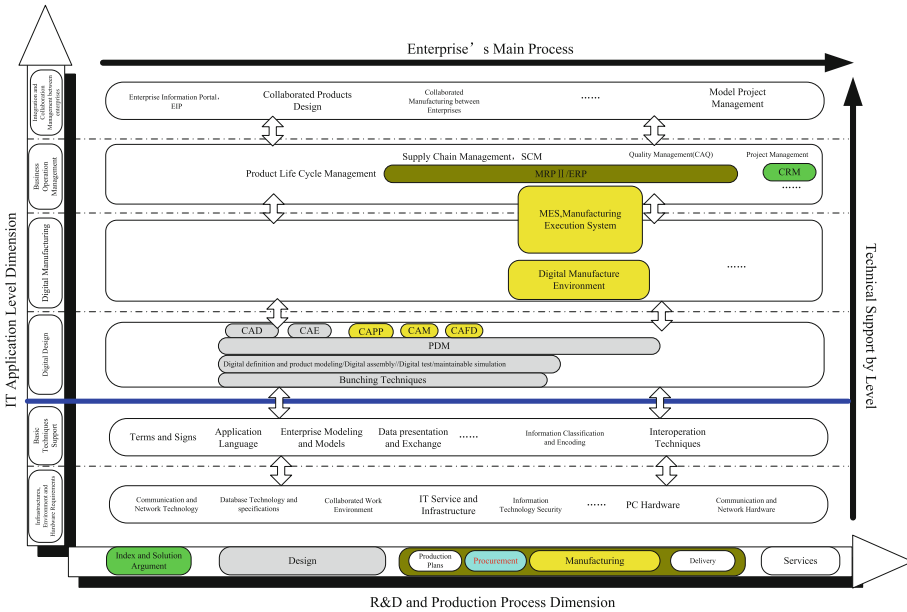 Enterprise’s Main Process
Integration and
Collaboration
Management between
enterprises
Enterprise Information Portal，
EIP
Collaborated Products
Design
Collaborated
Manufacturing between
Enterprises
……
Model Project
Management
Business
Operation
Management
Supply Chain Management，SCM
Quality Management(CAQ)
Project Management
Product Life Cycle Management
MRPⅡ/ERP
CRM
……
Digital Manufacturing
MES,Manufacturing
Execution System
Digital Manufacture
Environment
……
Digital Design
CAD
CAE
CAPP
CAM
CAFD
PDM
Digital definition and product modeling/Digital assembly//Digital test/maintainable simulation
Bunching Techniques
Basic
Techniques
Support
Terms and Signs
Application
Language
Enterprise Modeling
and Models
Data presentation
and Exchange
……
Information Classification
and Encoding
Interoperation
Techniques
Infrastructures,
Environment and
Hardware Requirements
Communication and
Network Technology
Database Technology and
specifications
Collaborated Work
Environment
IT Service and
Infrastructure
Information
Technology Security
……
PC Hardware
Communication and
Network Hardware
IT Application Level Dimension
Technical Support by Level
Index and Solution
Argument
Design
Production
Plans
Procurement
Manufacturing
Delivery
Services
R&D and Production Process Dimension